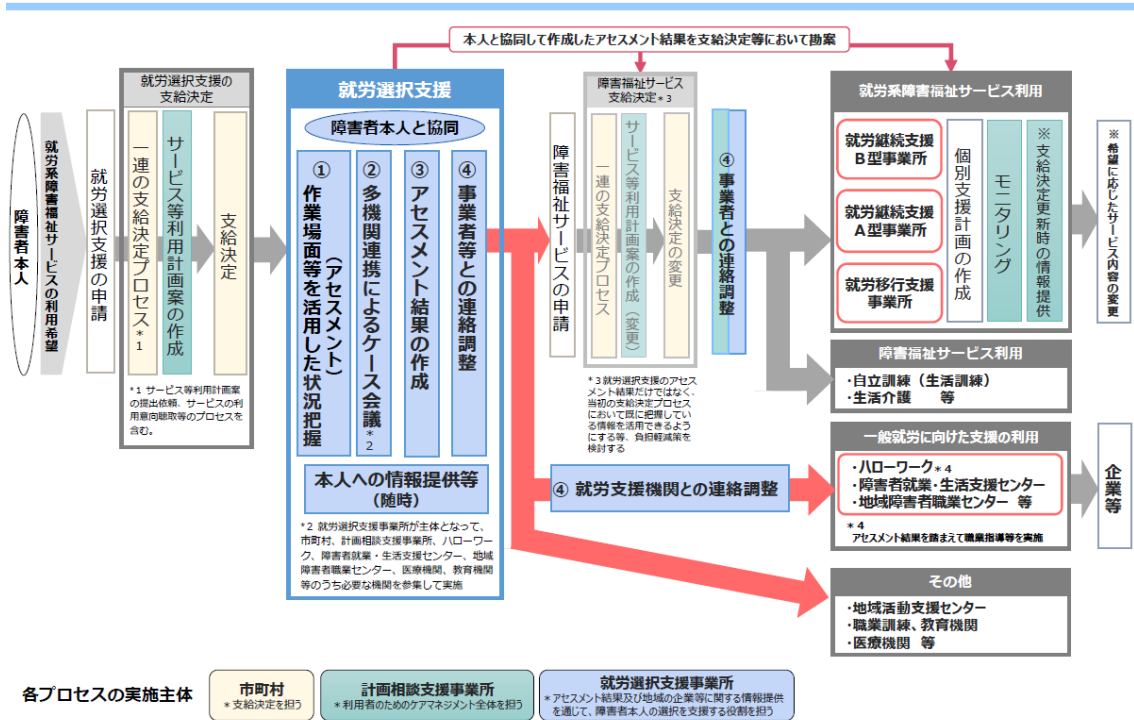 本人と協同して作成したアセスメント結果を支給決定等において勘案
障害者本人
就労系障害福祉サービスの利用希望
就労選択支援の申請
就労選択支援の
支給決定
一連の支給決定プロセス*1
サービス等利用計画案の作成
支給決定
*1 サービス等利用計画案
の提出依頼、サービスの利
用意向聴取等のプロセスを
含む。
就労選択支援
障害者本人と協同
①作業場面等を活用した状況把握
（アセスメント）
②多機関連携によるケース会議*2
③アセスメント結果の作成
④事業者等との連絡調整
本人への情報提供等
（随時）
*2 就労選択支援事業所が主体となって、
市町村、計画相談支援事業所、ハローワー
ク、障害者就業・生活支援センター、地域
障害者職業センター、医療機関、教育機関
等のうち必要な機関を参集して実施
障害福祉サービスの申請
障害福祉サービス
支給決定*3
一連の支給決定プロセス
サービス等利用計画案の作成（変更）
支給決定の変更
*3 就労選択支援のアセス
メント結果だけではなく、
当初の支給決定プロセス
において既に把握してい
る情報を活用できるよう
にする等、負担軽減策を
検討する
④事業者との連絡調整
④ 就労支援機関との連絡調整
就労系障害福祉サービス利用
就労継続支援
B型事業所
就労継続支援
A型事業所
就労移行支援
事業所
個別支援計画の作成
モニタリング
※支給決定更新時の情報提供
※希望に応じたサービス内容の変更
障害福祉サービス利用
・自立訓練（生活訓練）
・生活介護　等
一般就労に向けた支援の利用
・ハローワーク*4
・障害者就業・生活支援センター
・地域障害者職業センター 等
*4
アセスメント結果を踏まえて職業指導等を実施
企業等
その他
・地域活動支援センター
・職業訓練、教育機関
・医療機関 等
各プロセスの実施主体
市町村
*支給決定を担う
計画相談支援事業所
*利用者のためのケアマネジメント全体を担う
就労選択支援事業所
*アセスメント結果及び地域の企業等に関する情報提供
を通じて、障害者本人の選択を支援する役割を担う